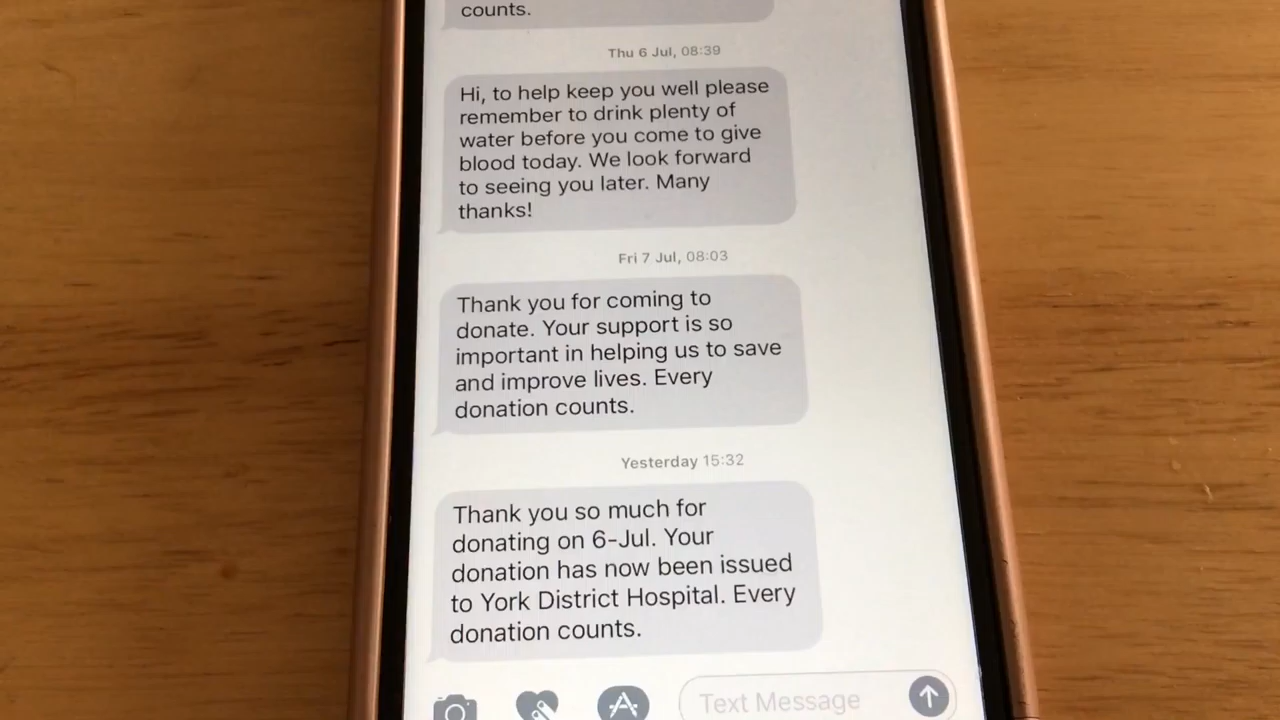 counts.
Thu 6 Jul, 08:39
Hi, to help keep you well please
remember to drink plenty of
water before you come to give
blood today. We look forward
to seeing you later. Many
thanks!
Fri 7 Jul, 08:03
Thank you for coming to
donate. Your support is so
important in helping us to save
and improve lives. Every
donation counts.
Yesterday 15:32
Thank you so much for
donating on 6-Jul. Your
donation has now been issued
to York District Hospital. Every
donation counts.
Text Message